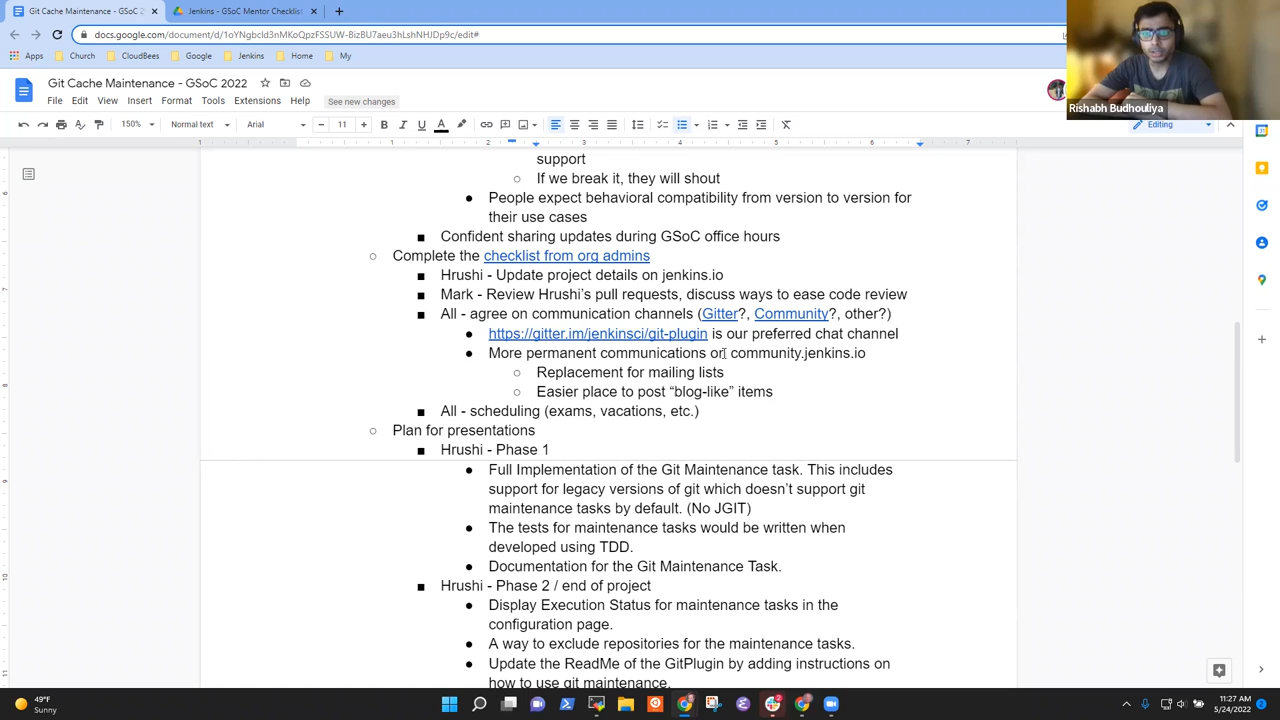 Git Cache Maintenance - GSoC 2
Jenkins - GSoC Mentor Checklis
docs.google.com/document/d/1oYNgbcId3nMKoQpzFSSUW-BizBU7aeu3hLshNHJDp9c/edit#
Apps Church CloudBees Google Jenkins Home My
Rishabh Budhouliya
Git Cache Maintenance - GSoC 2022
File Edit View Insert Format Tools Extensions Help See new changes
150% Normal text Arial 11 Editing
support
○ If we break it, they will shout
● People expect behavioral compatibility from version to version for
their use cases
■ Confident sharing updates during GSoC office hours
○ Complete the checklist from org admins
■ Hrushi - Update project details on jenkins.io
■ Mark - Review Hrushi's pull requests, discuss ways to ease code review
■ All - agree on communication channels (Gitter?, Community?, other?)
● https://gitter.im/jenkinsci/git-plugin is our preferred chat channel
● More permanent communications on community.jenkins.io
○ Replacement for mailing lists
○ Easier place to post “blog-like” items
■ All - scheduling (exams, vacations, etc.)
○ Plan for presentations
■ Hrushi - Phase 1
● Full Implementation of the Git Maintenance task. This includes
support for legacy versions of git which doesn't support git
maintenance tasks by default. (No JGIT)
● The tests for maintenance tasks would be written when
developed using TDD.
● Documentation for the Git Maintenance Task.
■ Hrushi - Phase 2 / end of project
● Display Execution Status for maintenance tasks in the
configuration page.
● A way to exclude repositories for the maintenance tasks.
● Update the ReadMe of the GitPlugin by adding instructions on
how to use git maintenance.
49°F
Sunny
11:27 AM
5/24/2022